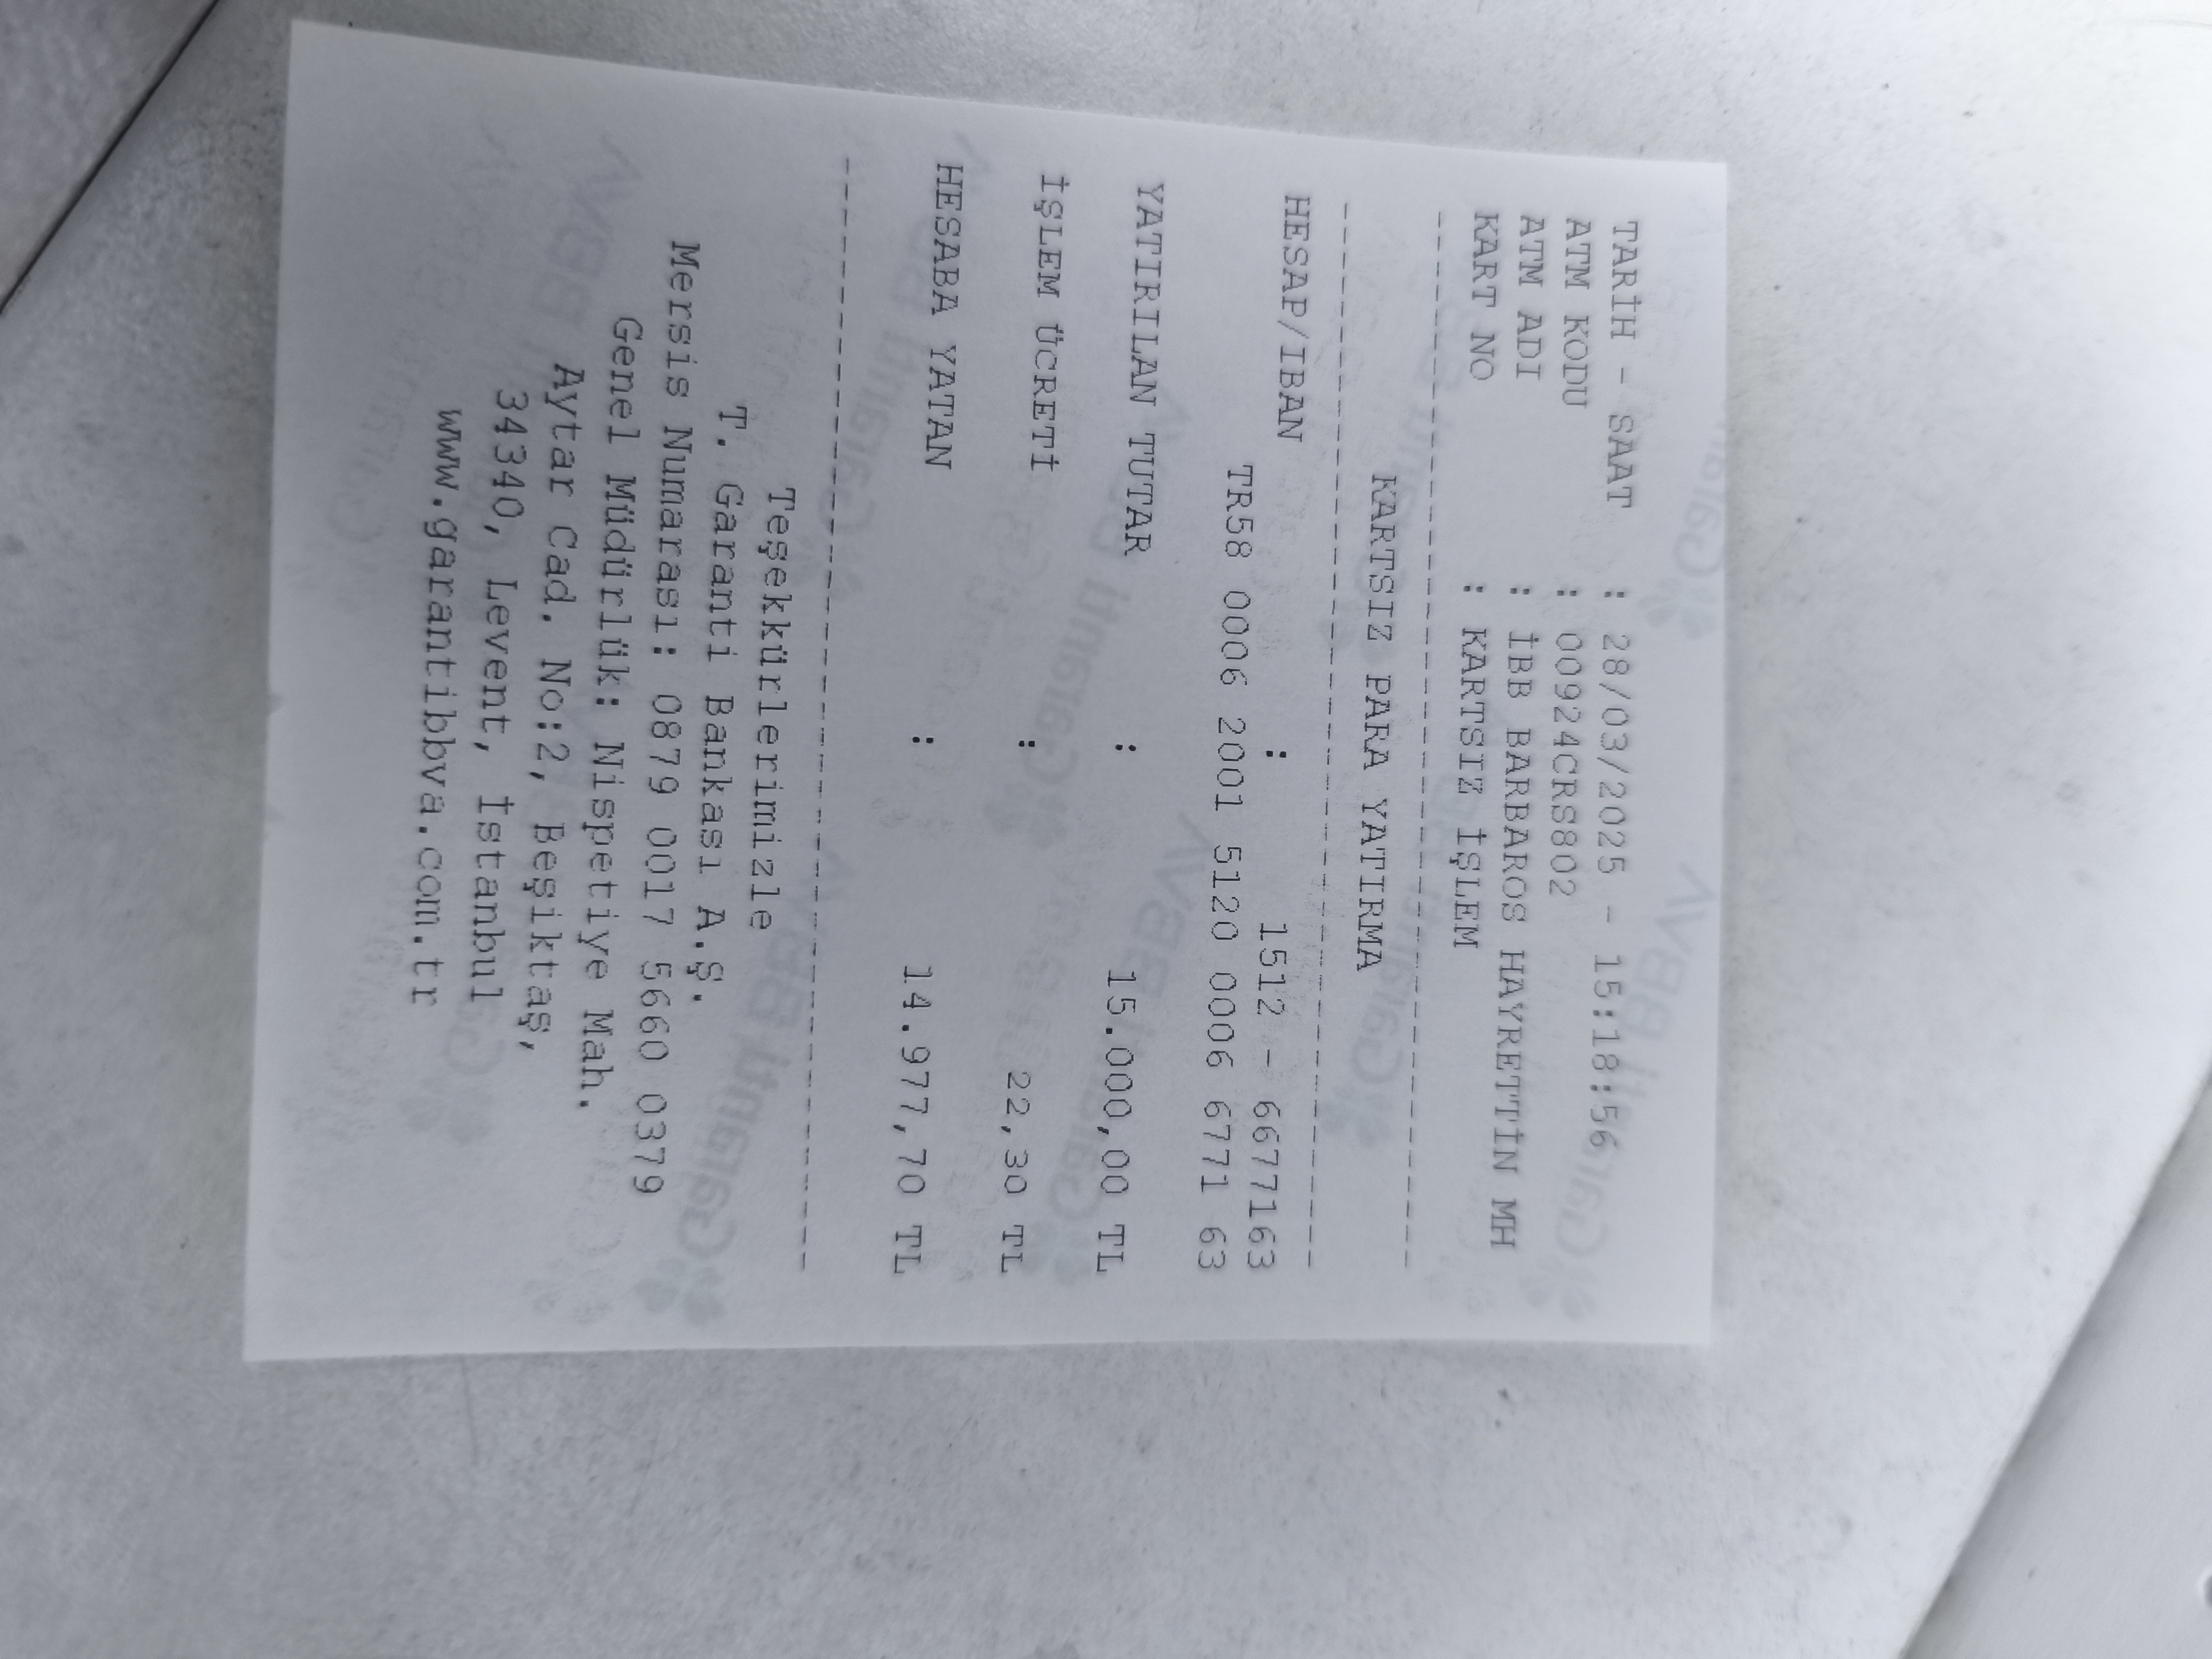 TARİH - SAAT : 28/03/2025 - 15:18:56
ATM KODU : 00924CRS802
ATM ADI : İBB BARBAROS HAYRETTİN MH
KART NO : KARTSIZ İŞLEM
------------------------------------------------
KARTSIZ PARA YATIRMA
------------------------------------------------
HESAP/IBAN : 1512 - 6677163
TR58 0006 2001 5120 0006 6771 63
YATIRILAN TUTAR : 15.000,00 TL
İŞLEM ÜCRETİ : 22,30 TL
HESABA YATAN : 14.977,70 TL
------------------------------------------------
Teşekkürlerimizle
T. Garanti Bankası A.Ş.
Mersis Numarası: 0879 0017 5660 0379
Genel Müdürlük: Nispetiye Mah.
Aytar Cad. No:2, Beşiktaş,
34340, Levent, İstanbul
www.garantibbva.com.tr